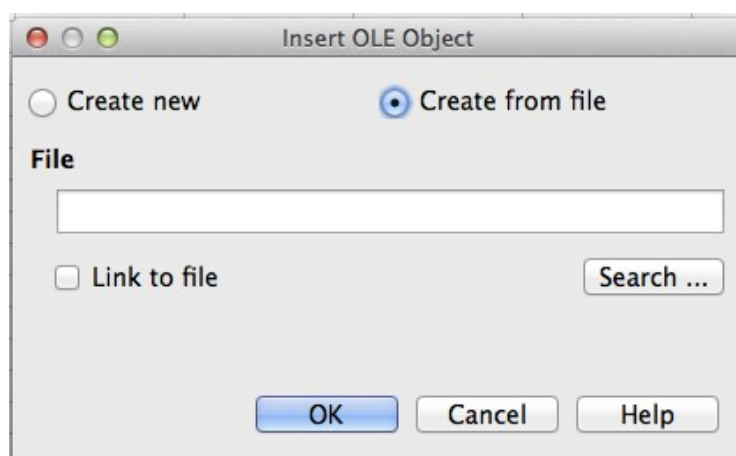 Insert OLE Object
Create new Create from file
File
Link to file Search ...
OK Cancel Help